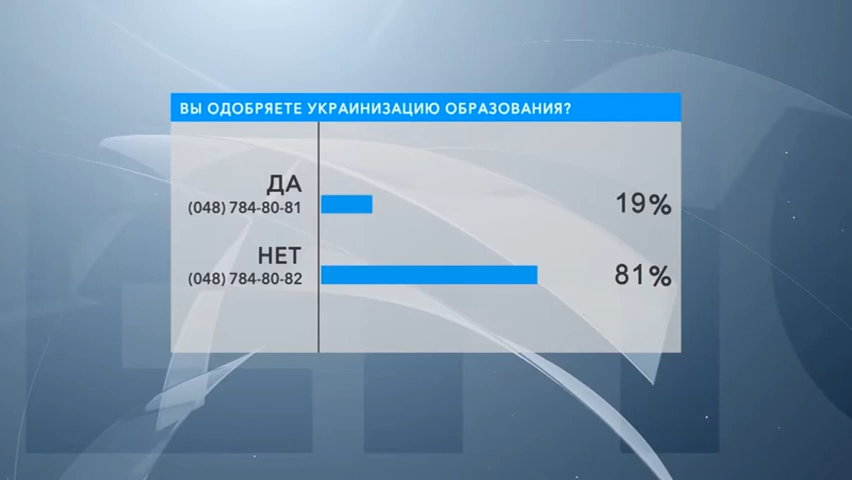 ВЫ ОДОБРЯЕТЕ УКРАИНИЗАЦИЮ ОБРАЗОВАНИЯ?
ДА
(048) 784-80-81
19%
НЕТ
(048) 784-80-82
81%